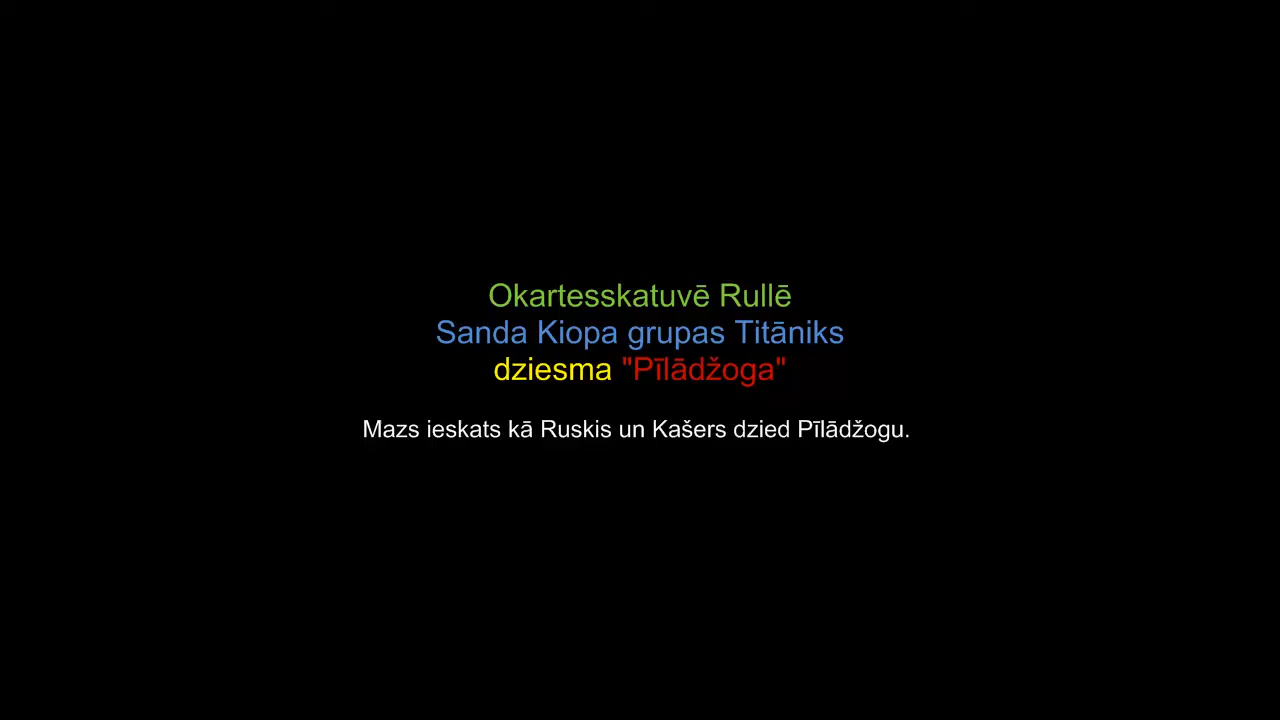 Okartesskatuvē Rullē
Sanda Kiopa grupas Titāniks
dziesma "Pīlādžoga"
Mazs ieskats kā Ruskis un Kašers dzied Pīlādžogu.